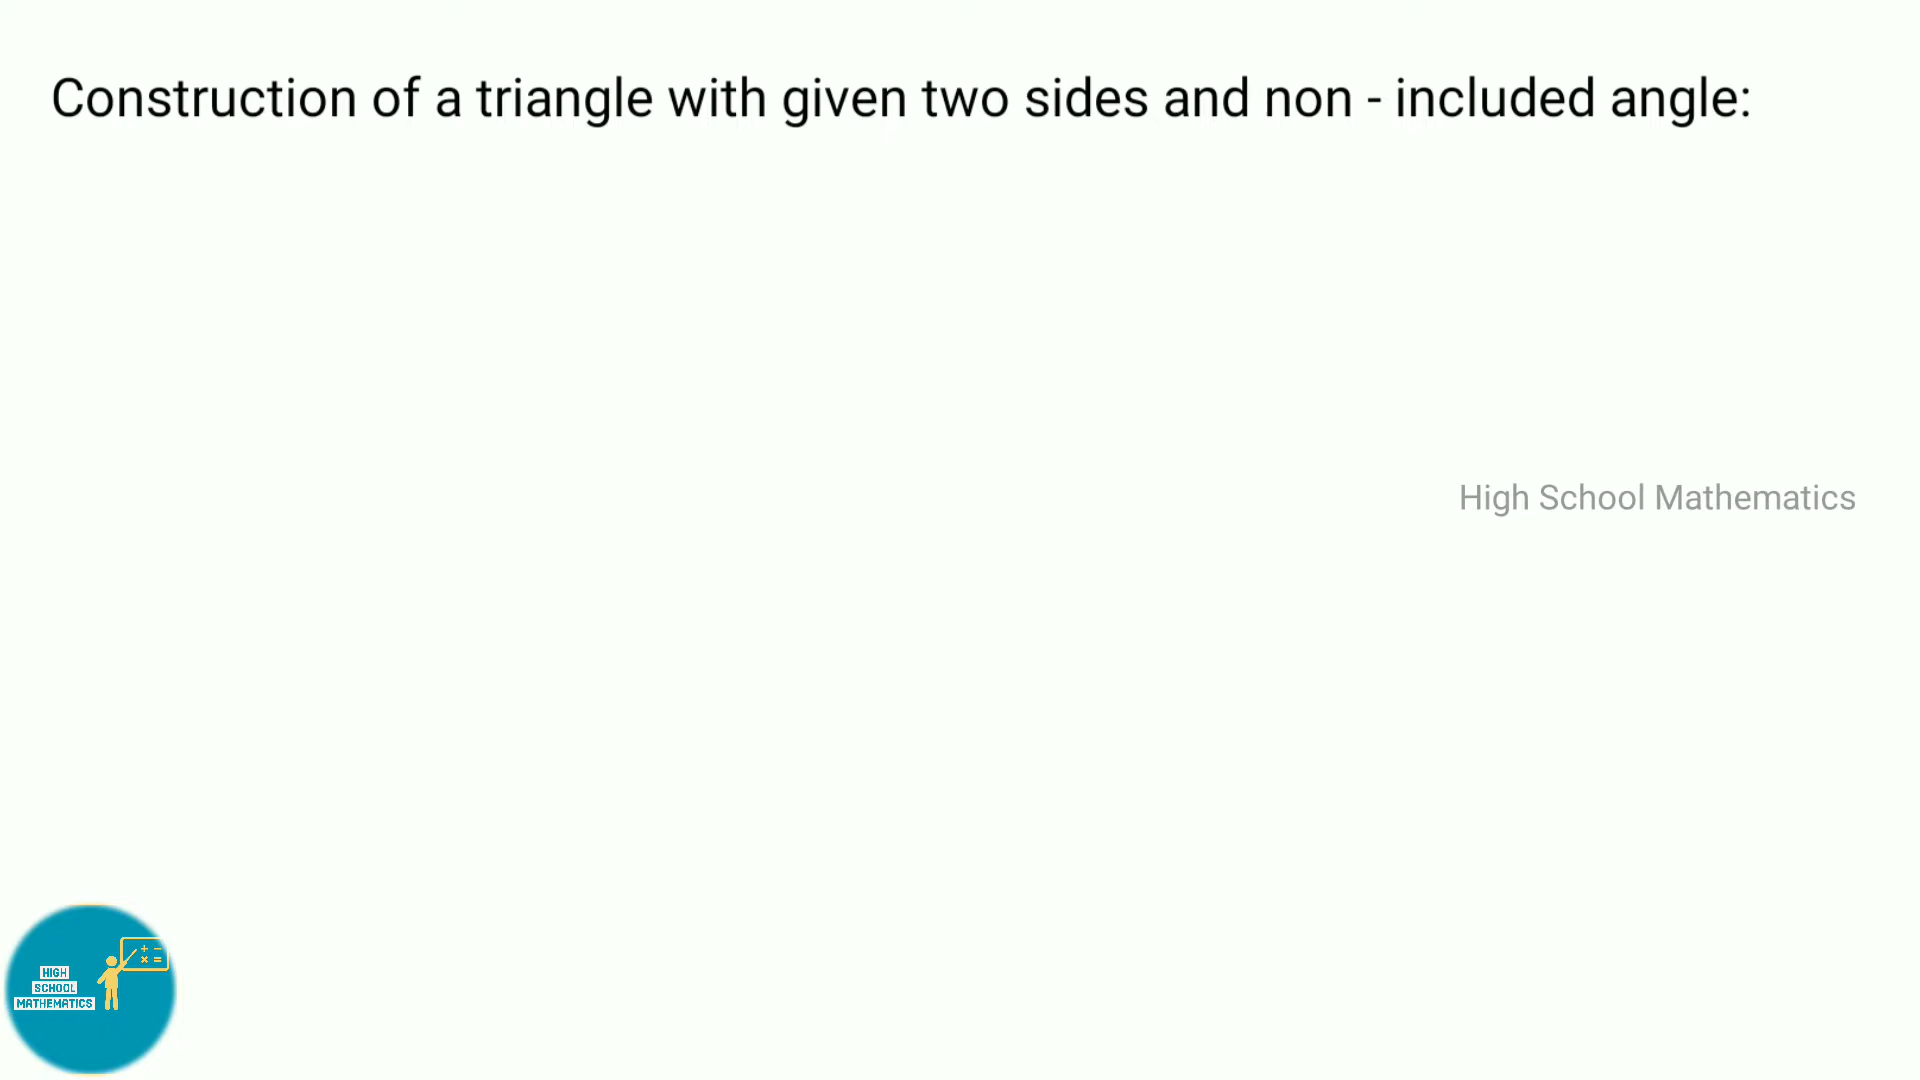 Construction of a triangle with given two sides and non - included angle:
High School Mathematics
+ −
× =
HIGH
SCHOOL
MATHEMATICS